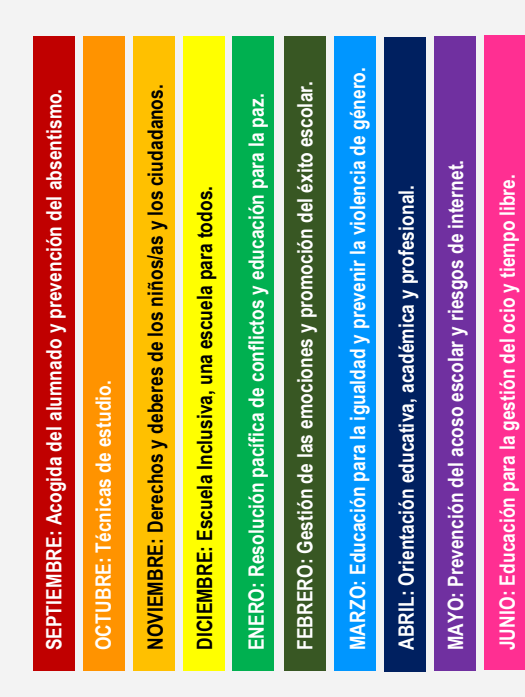 SEPTIEMBRE: Acogida del alumnado y prevención del absentismo.
OCTUBRE: Técnicas de estudio.
NOVIEMBRE: Derechos y deberes de los niños/as y los ciudadanos.
DICIEMBRE: Escuela Inclusiva, una escuela para todos.
ENERO: Resolución pacífica de conflictos y educación para la paz.
FEBRERO: Gestión de las emociones y promoción del éxito escolar.
MARZO: Educación para la igualdad y prevenir la violencia de género.
ABRIL: Orientación educativa, académica y profesional.
MAYO: Prevención del acoso escolar y riesgos de internet.
JUNIO: Educación para la gestión del ocio y tiempo libre.